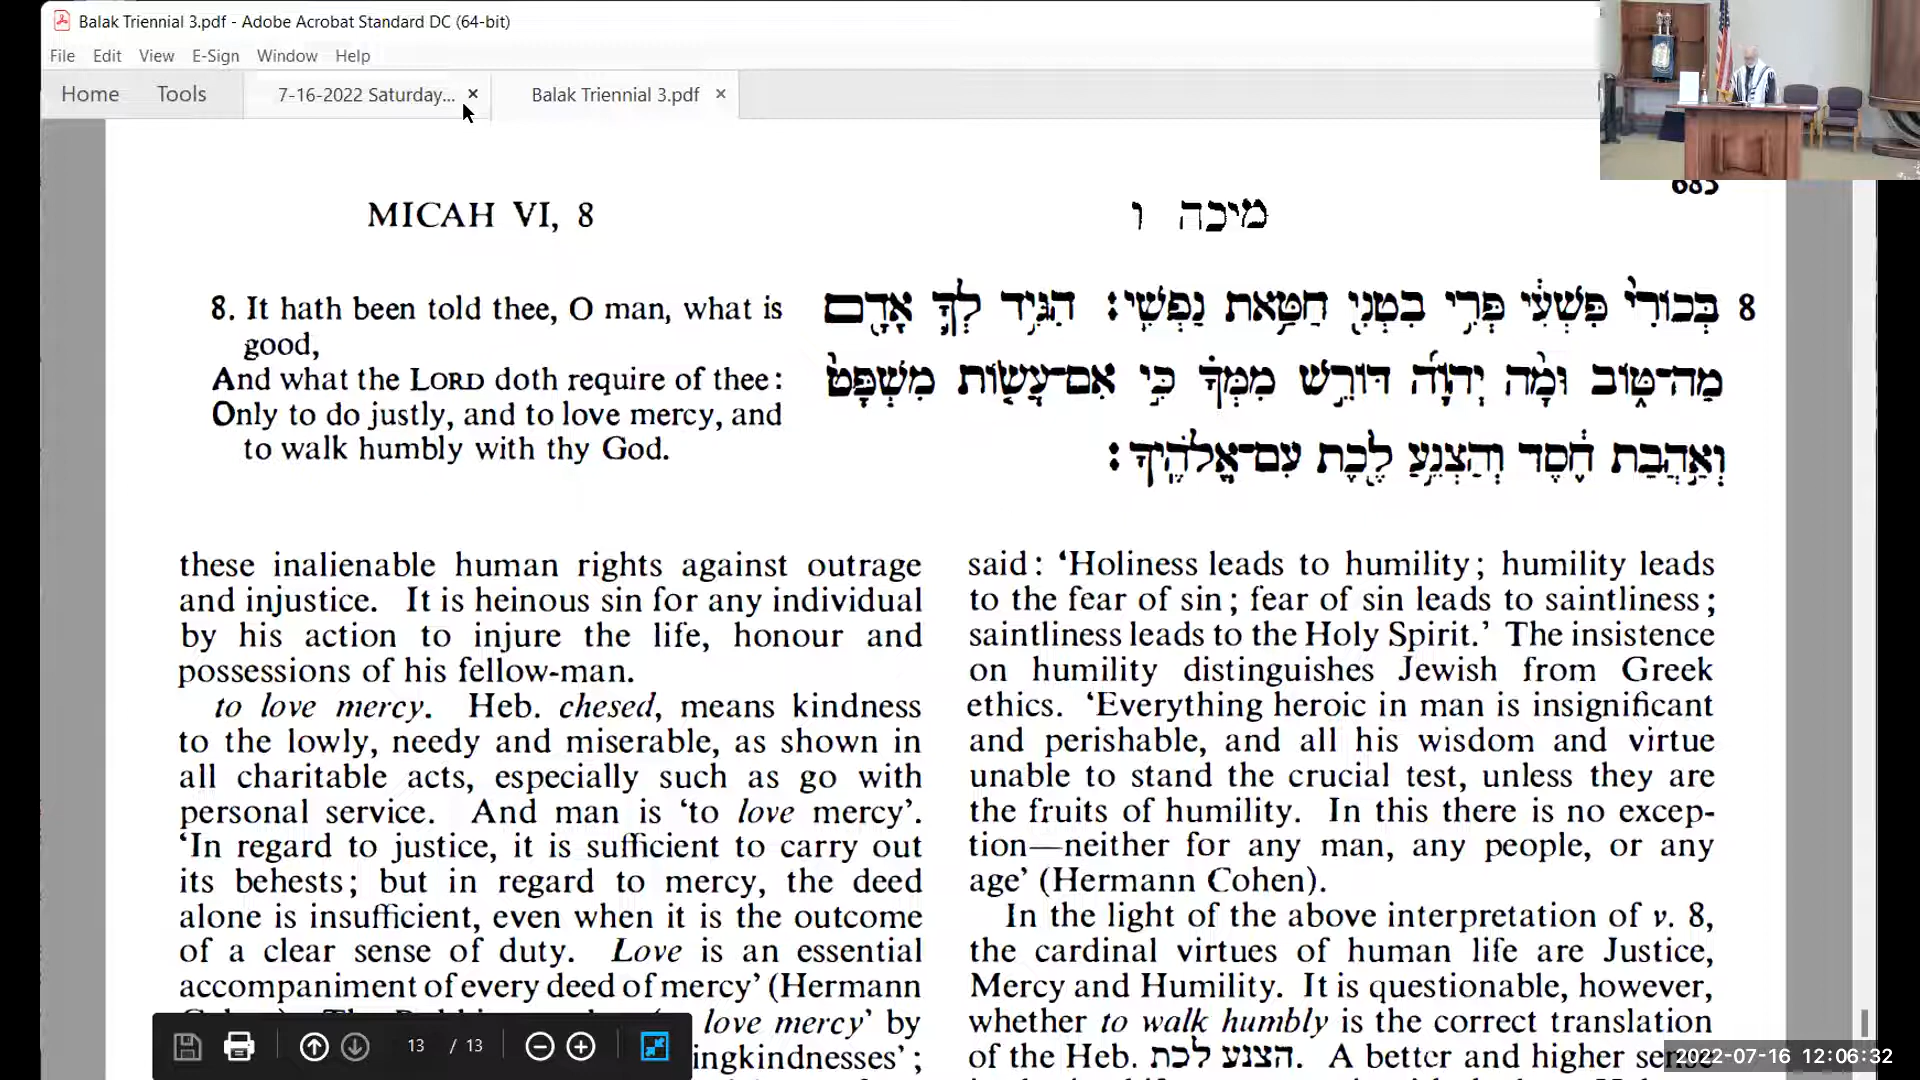 Balak Triennial 3.pdf - Adobe Acrobat Standard DC (64-bit)
File Edit View E-Sign Window Help
Home Tools 7-16-2022 Saturday... Balak Triennial 3.pdf
685
MICAH VI, 8
מיכה ו
8. It hath been told thee, O man, what is
good,
And what the LORD doth require of thee:
Only to do justly, and to love mercy, and
to walk humbly with thy God.
8 בְּכוֹרִי֙ פִּשְׁעִ֔י פְּרִ֥י בִטְנִ֖י חַטַּ֥את נַפְשִֽׁי׃ הִגִּ֥יד לְךָ֛ אָדָ֖ם
מַה־טּ֑וֹב וּמָֽה־יְהוָ֞ה דּוֹרֵ֣שׁ מִמְּךָ֗ כִּ֣י אִם־עֲשׂ֤וֹת מִשְׁפָּט֙
וְאַ֣הֲבַת חֶ֔סֶד וְהַצְנֵ֥עַ לֶ֖כֶת עִם־אֱלֹהֶֽיךָ׃
these inalienable human rights against outrage
and injustice. It is heinous sin for any individual
by his action to injure the life, honour and
possessions of his fellow-man.
to love mercy. Heb. chesed, means kindness
to the lowly, needy and miserable, as shown in
all charitable acts, especially such as go with
personal service. And man is ‘to love mercy’.
‘In regard to justice, it is sufficient to carry out
its behests; but in regard to mercy, the deed
alone is insufficient, even when it is the outcome
of a clear sense of duty. Love is an essential
accompaniment of every deed of mercy’ (Hermann
love mercy’ by
ingkindnesses’;
said: ‘Holiness leads to humility; humility leads
to the fear of sin; fear of sin leads to saintliness;
saintliness leads to the Holy Spirit.’ The insistence
on humility distinguishes Jewish from Greek
ethics. ‘Everything heroic in man is insignificant
and perishable, and all his wisdom and virtue
unable to stand the crucial test, unless they are
the fruits of humility. In this there is no excep-
tion—neither for any man, any people, or any
age’ (Hermann Cohen).
In the light of the above interpretation of v. 8,
the cardinal virtues of human life are Justice,
Mercy and Humility. It is questionable, however,
whether to walk humbly is the correct translation
of the Heb. הצנע לכת. A better and higher
13 / 13
2022-07-16 12:06:32